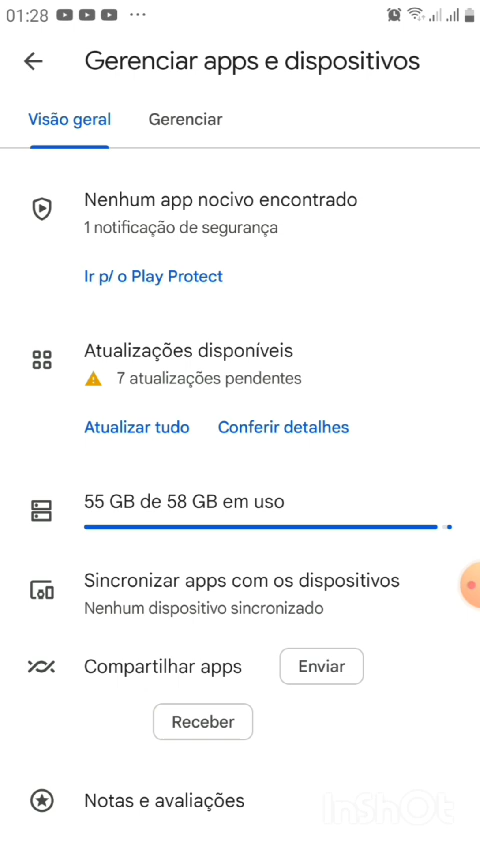 01:28
Gerenciar apps e dispositivos
Visão geral Gerenciar
Nenhum app nocivo encontrado
1 notificação de segurança
Ir p/ o Play Protect
Atualizações disponíveis
7 atualizações pendentes
Atualizar tudo Conferir detalhes
55 GB de 58 GB em uso
Sincronizar apps com os dispositivos
Nenhum dispositivo sincronizado
Compartilhar apps Enviar
Receber
Notas e avaliações
InShOt